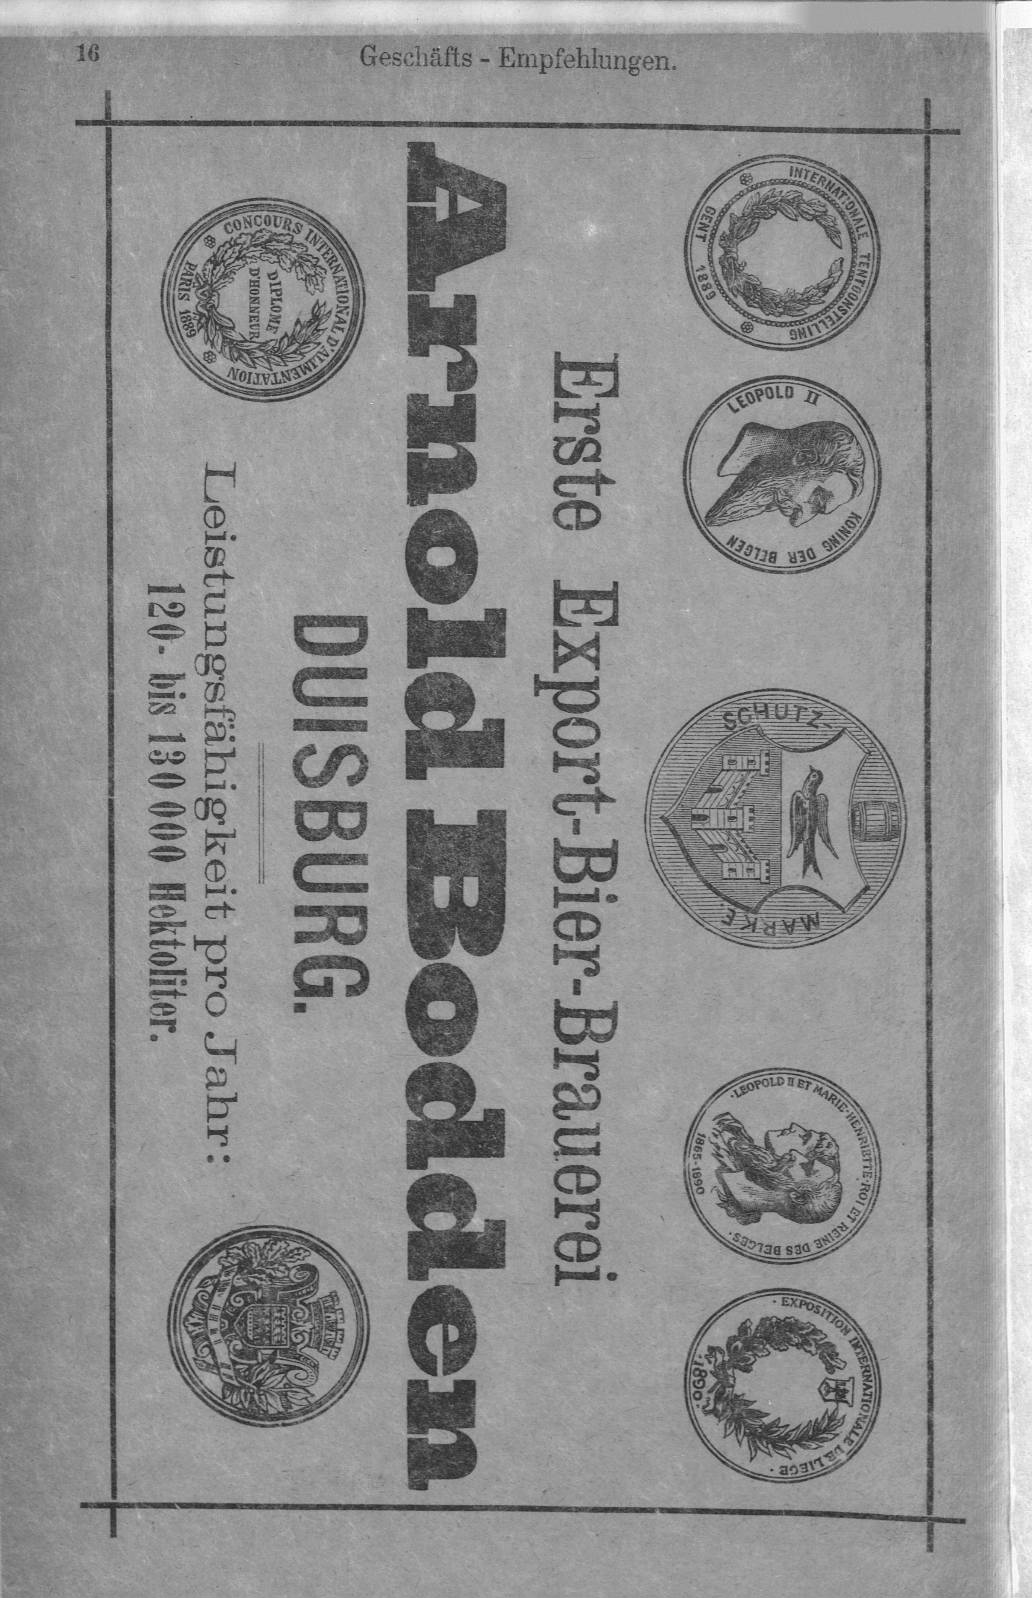 16
Geschäfts - Empfehlungen.
INTERNATIONALE TENTOONSTELLING
GENT 1889
LEOPOLD II
KONING DER BELGEN
SCHUTZ-
MARKE.
·LEOPOLD II ET MARIE·HENRIETTE·ROI ET REINE DES BELGES·
1865-1890
· EXPOSITION INTERNATIONALE DE LIEGE ·
·1890·
Erste Export-Bier-Brauerei
Arnold Bodden
DUISBURG.
CONCOURS INTERNATIONAL D'ALIMENTATION
DIPLOME
D'HONNEUR
PARIS 1889
Leistungsfähigkeit pro Jahr:
120- bis 130 000 Hektoliter.